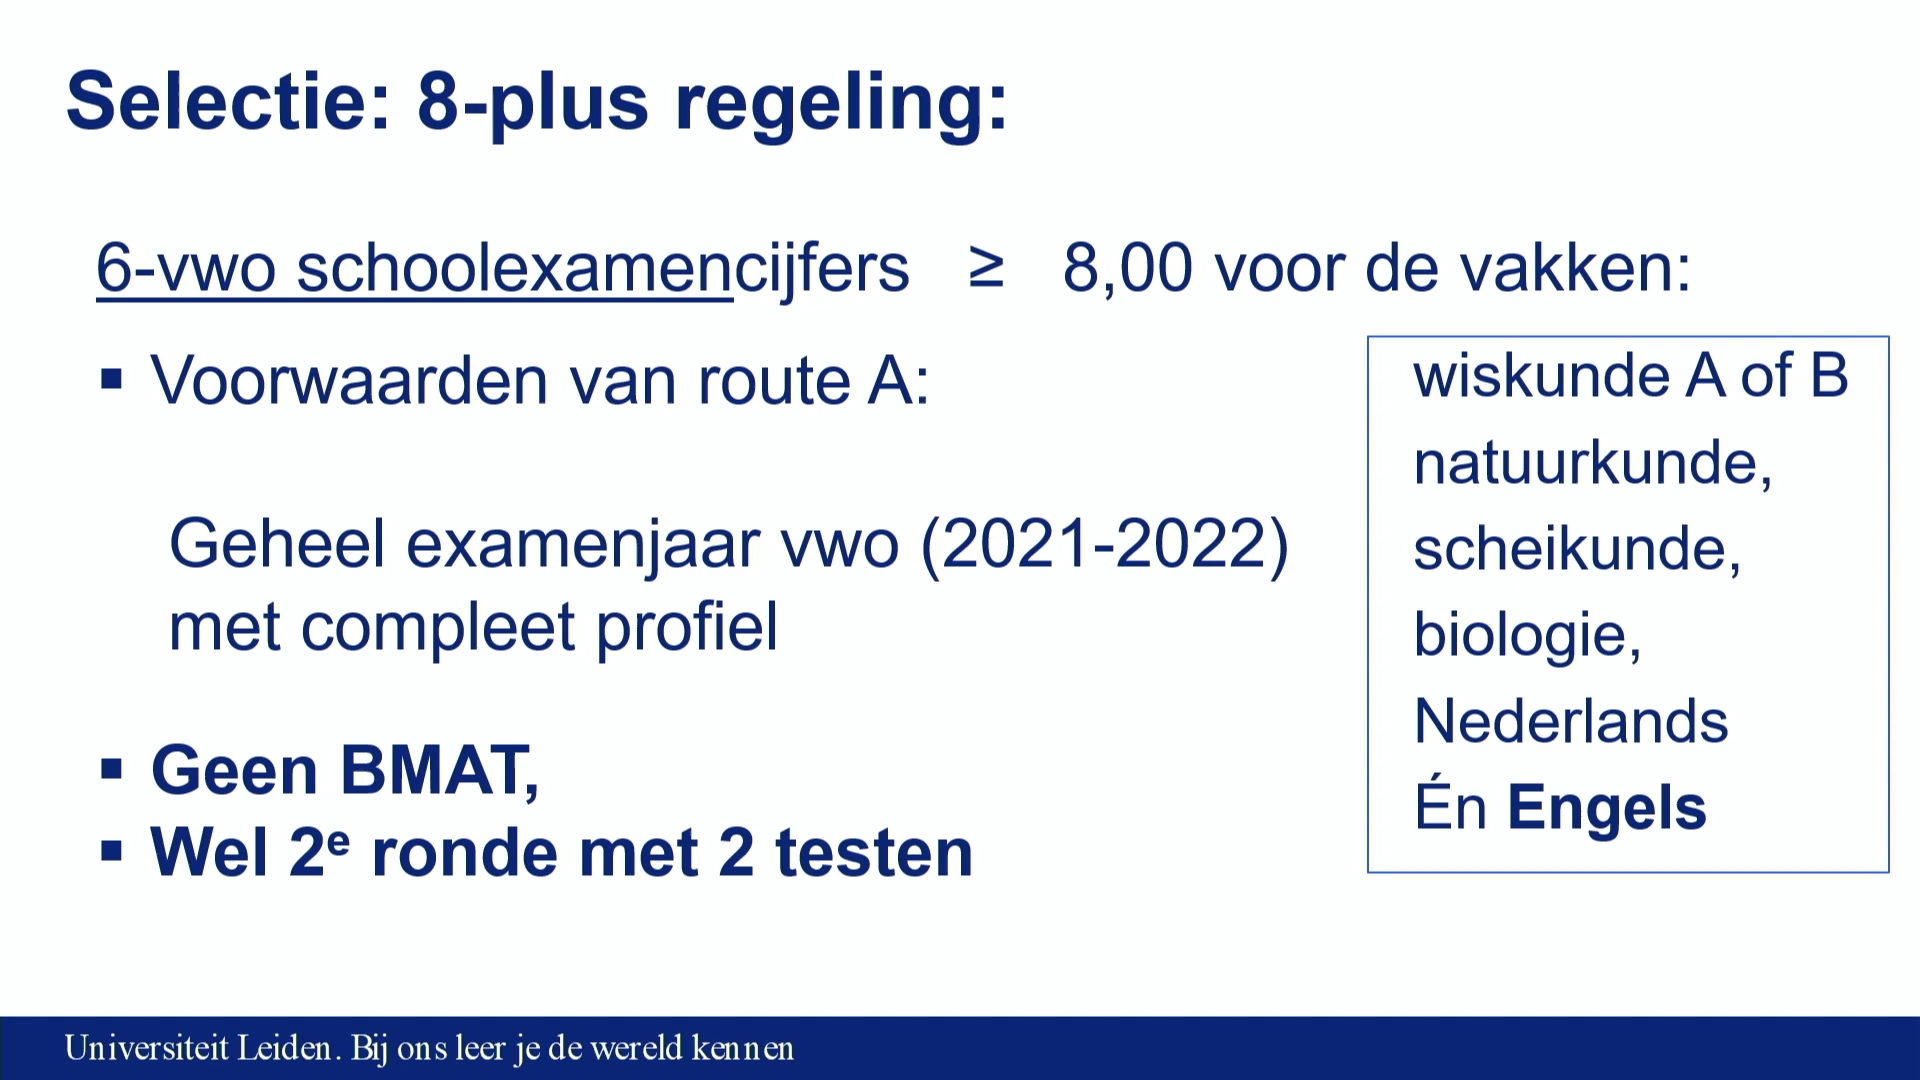 Selectie: 8-plus regeling:
6-vwo schoolexamencijfers ≥ 8,00 voor de vakken:
▪ Voorwaarden van route A:
Geheel examenjaar vwo (2021-2022)
met compleet profiel
▪ Geen BMAT,
▪ Wel 2e ronde met 2 testen
wiskunde A of B
natuurkunde,
scheikunde,
biologie,
Nederlands
Én Engels
Universiteit Leiden. Bij ons leer je de wereld kennen